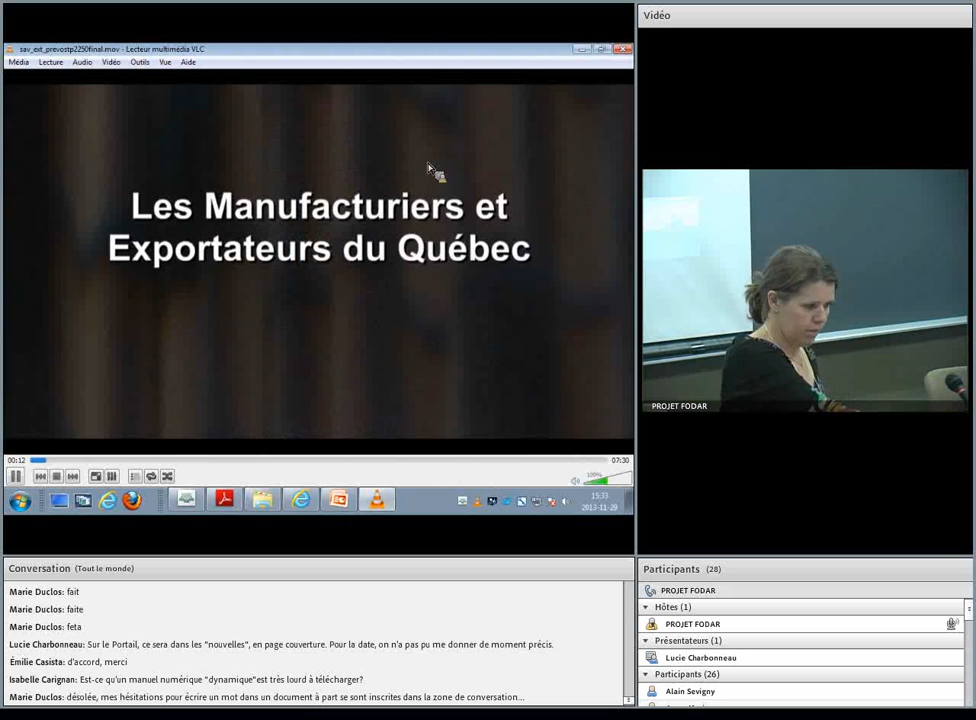 Vidéo
sav_ext_prevostp2250final.mov - Lecteur multimédia VLC
Média Lecture Audio Vidéo Outils Vue Aide
Les Manufacturiers et
Exportateurs du Québec
PROJET FODAR
00:12
07:30
100%
15:33
2013-11-29
Conversation (Tout le monde)
Marie Duclos: fait
Marie Duclos: faite
Marie Duclos: feta
Lucie Charbonneau: Sur le Portail, ce sera dans les "nouvelles", en page couverture. Pour la date, on n'a pas pu me donner de moment précis.
Émilie Casista: d'accord, merci
Isabelle Carignan: Est-ce qu'un manuel numérique "dynamique"est très lourd à télécharger?
Marie Duclos: désolée, mes hésitations pour écrire un mot dans un document à part se sont inscrites dans la zone de conversation...
Participants (28)
PROJET FODAR
Hôtes (1)
PROJET FODAR
Présentateurs (1)
Lucie Charbonneau
Participants (26)
Alain Sevigny